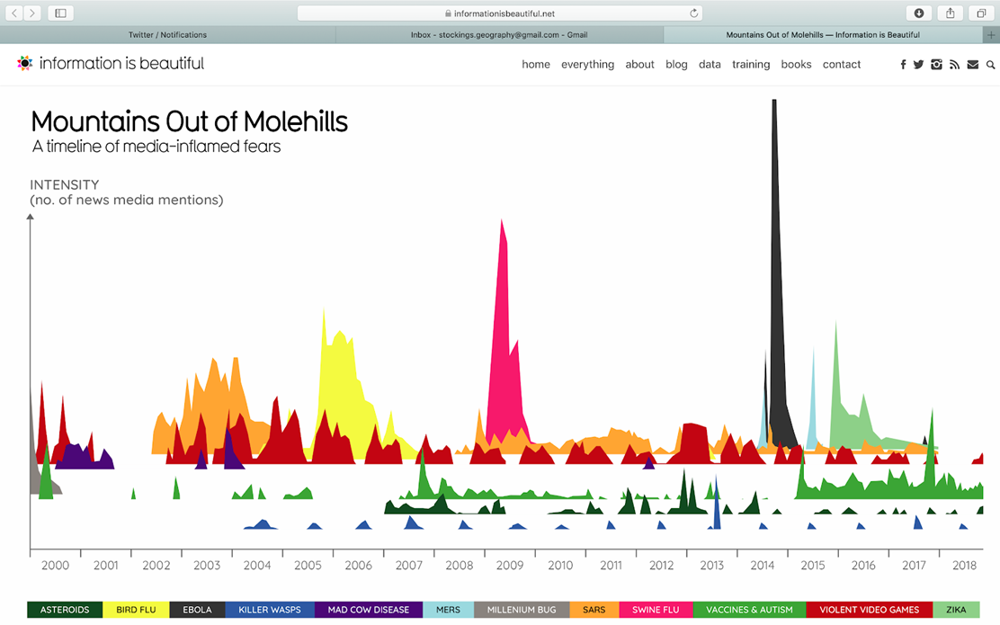 informationisbeautiful.net
Twitter / Notifications
Inbox - stockings.geography@gmail.com - Gmail
Mountains Out of Molehills — Information is Beautiful
information is beautiful
home everything about blog data training books contact
Mountains Out of Molehills
A timeline of media-inflamed fears
INTENSITY
(no. of news media mentions)
2000 2001 2002 2003 2004 2005 2006 2007 2008 2009 2010 2011 2012 2013 2014 2015 2016 2017 2018
ASTEROIDS BIRD FLU EBOLA KILLER WASPS MAD COW DISEASE MERS MILLENIUM BUG SARS SWINE FLU VACCINES & AUTISM VIOLENT VIDEO GAMES ZIKA